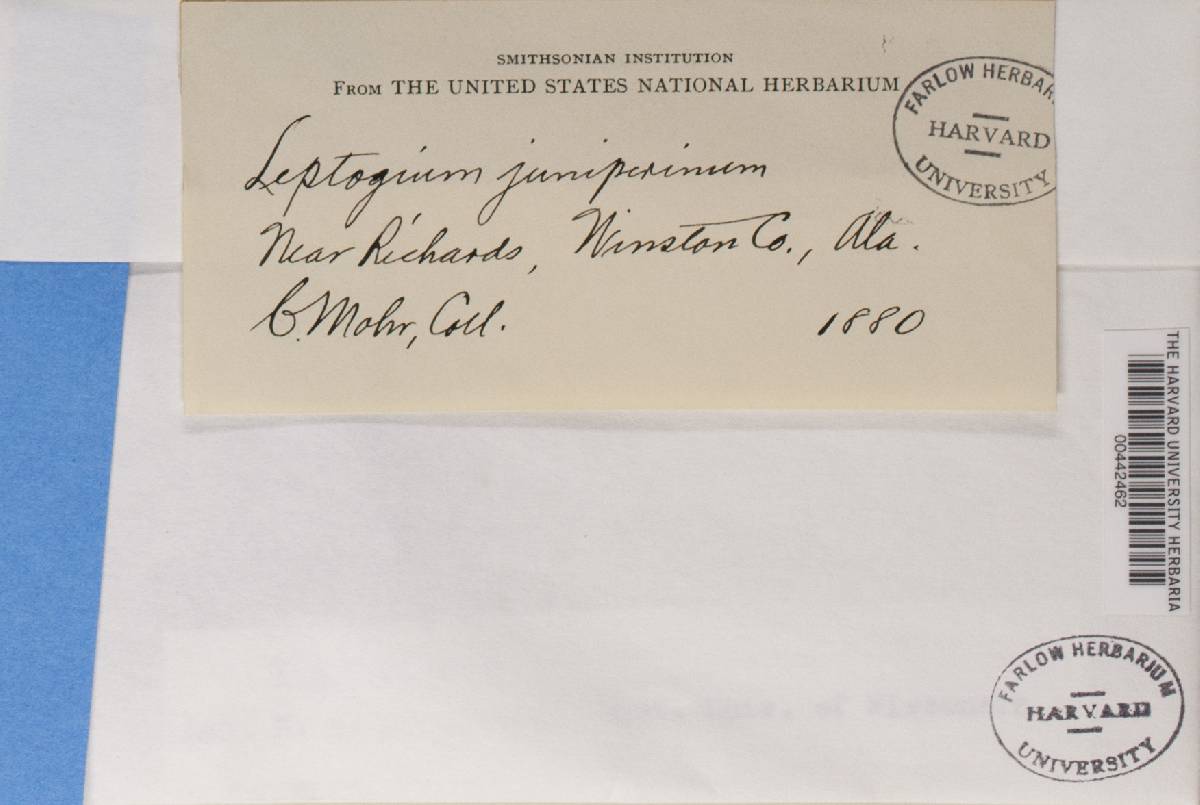 SMITHSONIAN INSTITUTION
FROM THE UNITED STATES NATIONAL HERBARIUM
FARLOW HERBAR
HARVARD
UNIVERSITY
Leptogium juniperinum
Near Richards, Winston Co., Ala.
C. Mohr, Coll. 1880
THE HARVARD UNIVERSITY HERBARIA
00442462
FARLOW HERBARIUM
HARVARD
UNIVERSITY